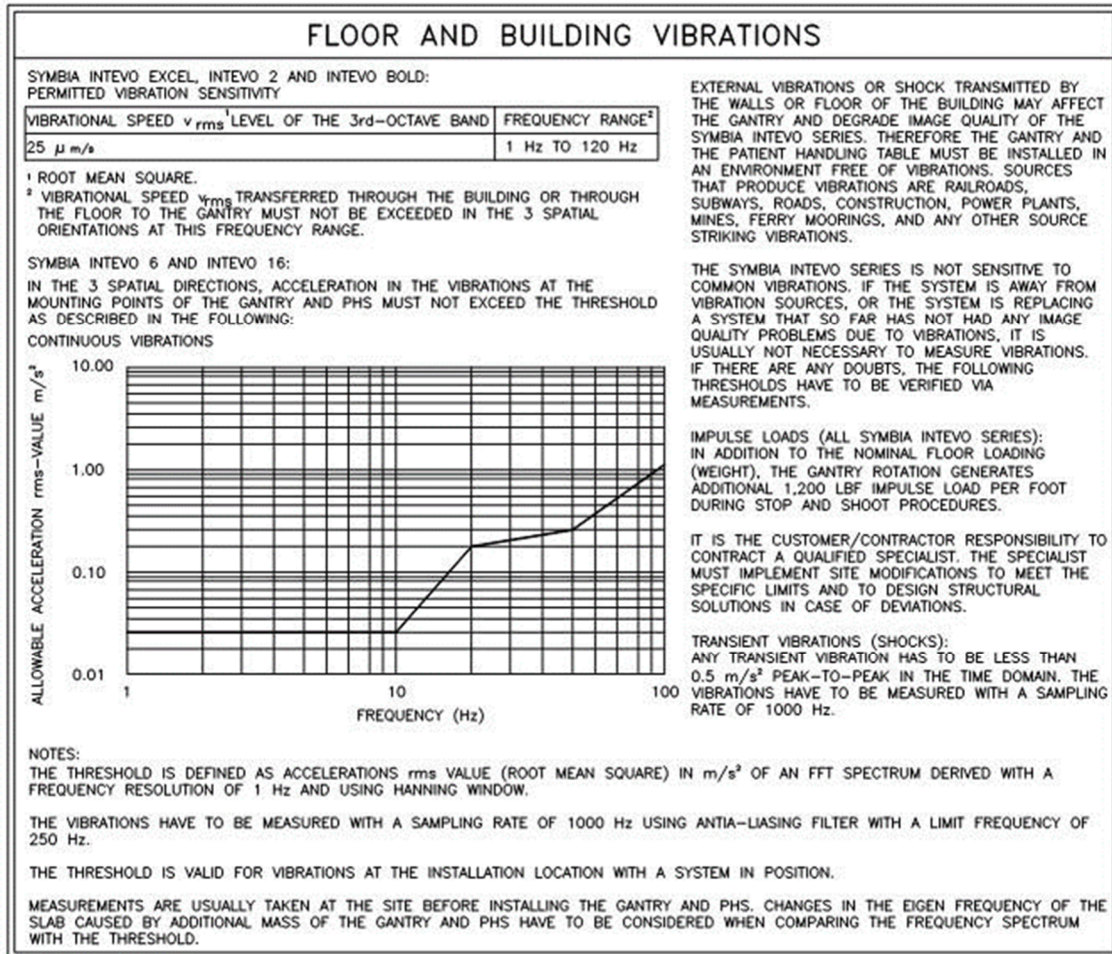 FLOOR AND BUILDING VIBRATIONS
SYMBIA INTEVO EXCEL, INTEVO 2 AND INTEVO BOLD:
PERMITTED VIBRATION SENSITIVITY
VIBRATIONAL SPEED v rms ¹ LEVEL OF THE 3rd-OCTAVE BAND FREQUENCY RANGE²
25 μ m/s 1 Hz TO 120 Hz
¹ ROOT MEAN SQUARE.
² VIBRATIONAL SPEED vrms TRANSFERRED THROUGH THE BUILDING OR THROUGH
THE FLOOR TO THE GANTRY MUST NOT BE EXCEEDED IN THE 3 SPATIAL
ORIENTATIONS AT THIS FREQUENCY RANGE.
SYMBIA INTEVO 6 AND INTEVO 16:
IN THE 3 SPATIAL DIRECTIONS, ACCELERATION IN THE VIBRATIONS AT THE
MOUNTING POINTS OF THE GANTRY AND PHS MUST NOT EXCEED THE THRESHOLD
AS DESCRIBED IN THE FOLLOWING:
CONTINUOUS VIBRATIONS
ALLOWABLE ACCELERATION rms-VALUE m/s²
10.00
1.00
0.10
0.01
1 10 100
FREQUENCY (Hz)
EXTERNAL VIBRATIONS OR SHOCK TRANSMITTED BY
THE WALLS OR FLOOR OF THE BUILDING MAY AFFECT
THE GANTRY AND DEGRADE IMAGE QUALITY OF THE
SYMBIA INTEVO SERIES. THEREFORE THE GANTRY AND
THE PATIENT HANDLING TABLE MUST BE INSTALLED IN
AN ENVIRONMENT FREE OF VIBRATIONS. SOURCES
THAT PRODUCE VIBRATIONS ARE RAILROADS,
SUBWAYS, ROADS, CONSTRUCTION, POWER PLANTS,
MINES, FERRY MOORINGS, AND ANY OTHER SOURCE
STRIKING VIBRATIONS.
THE SYMBIA INTEVO SERIES IS NOT SENSITIVE TO
COMMON VIBRATIONS. IF THE SYSTEM IS AWAY FROM
VIBRATION SOURCES, OR THE SYSTEM IS REPLACING
A SYSTEM THAT SO FAR HAS NOT HAD ANY IMAGE
QUALITY PROBLEMS DUE TO VIBRATIONS, IT IS
USUALLY NOT NECESSARY TO MEASURE VIBRATIONS.
IF THERE ARE ANY DOUBTS, THE FOLLOWING
THRESHOLDS HAVE TO BE VERIFIED VIA
MEASUREMENTS.
IMPULSE LOADS (ALL SYMBIA INTEVO SERIES):
IN ADDITION TO THE NOMINAL FLOOR LOADING
(WEIGHT), THE GANTRY ROTATION GENERATES
ADDITIONAL 1,200 LBF IMPULSE LOAD PER FOOT
DURING STOP AND SHOOT PROCEDURES.
IT IS THE CUSTOMER/CONTRACTOR RESPONSIBILITY TO
CONTRACT A QUALIFIED SPECIALIST. THE SPECIALIST
MUST IMPLEMENT SITE MODIFICATIONS TO MEET THE
SPECIFIC LIMITS AND TO DESIGN STRUCTURAL
SOLUTIONS IN CASE OF DEVIATIONS.
TRANSIENT VIBRATIONS (SHOCKS):
ANY TRANSIENT VIBRATION HAS TO BE LESS THAN
0.5 m/s² PEAK-TO-PEAK IN THE TIME DOMAIN. THE
VIBRATIONS HAVE TO BE MEASURED WITH A SAMPLING
RATE OF 1000 Hz.
NOTES:
THE THRESHOLD IS DEFINED AS ACCELERATIONS rms VALUE (ROOT MEAN SQUARE) IN m/s² OF AN FFT SPECTRUM DERIVED WITH A
FREQUENCY RESOLUTION OF 1 Hz AND USING HANNING WINDOW.
THE VIBRATIONS HAVE TO BE MEASURED WITH A SAMPLING RATE OF 1000 Hz USING ANTIA-LIASING FILTER WITH A LIMIT FREQUENCY OF
250 Hz.
THE THRESHOLD IS VALID FOR VIBRATIONS AT THE INSTALLATION LOCATION WITH A SYSTEM IN POSITION.
MEASUREMENTS ARE USUALLY TAKEN AT THE SITE BEFORE INSTALLING THE GANTRY AND PHS. CHANGES IN THE EIGEN FREQUENCY OF THE
SLAB CAUSED BY ADDITIONAL MASS OF THE GANTRY AND PHS HAVE TO BE CONSIDERED WHEN COMPARING THE FREQUENCY SPECTRUM
WITH THE THRESHOLD.